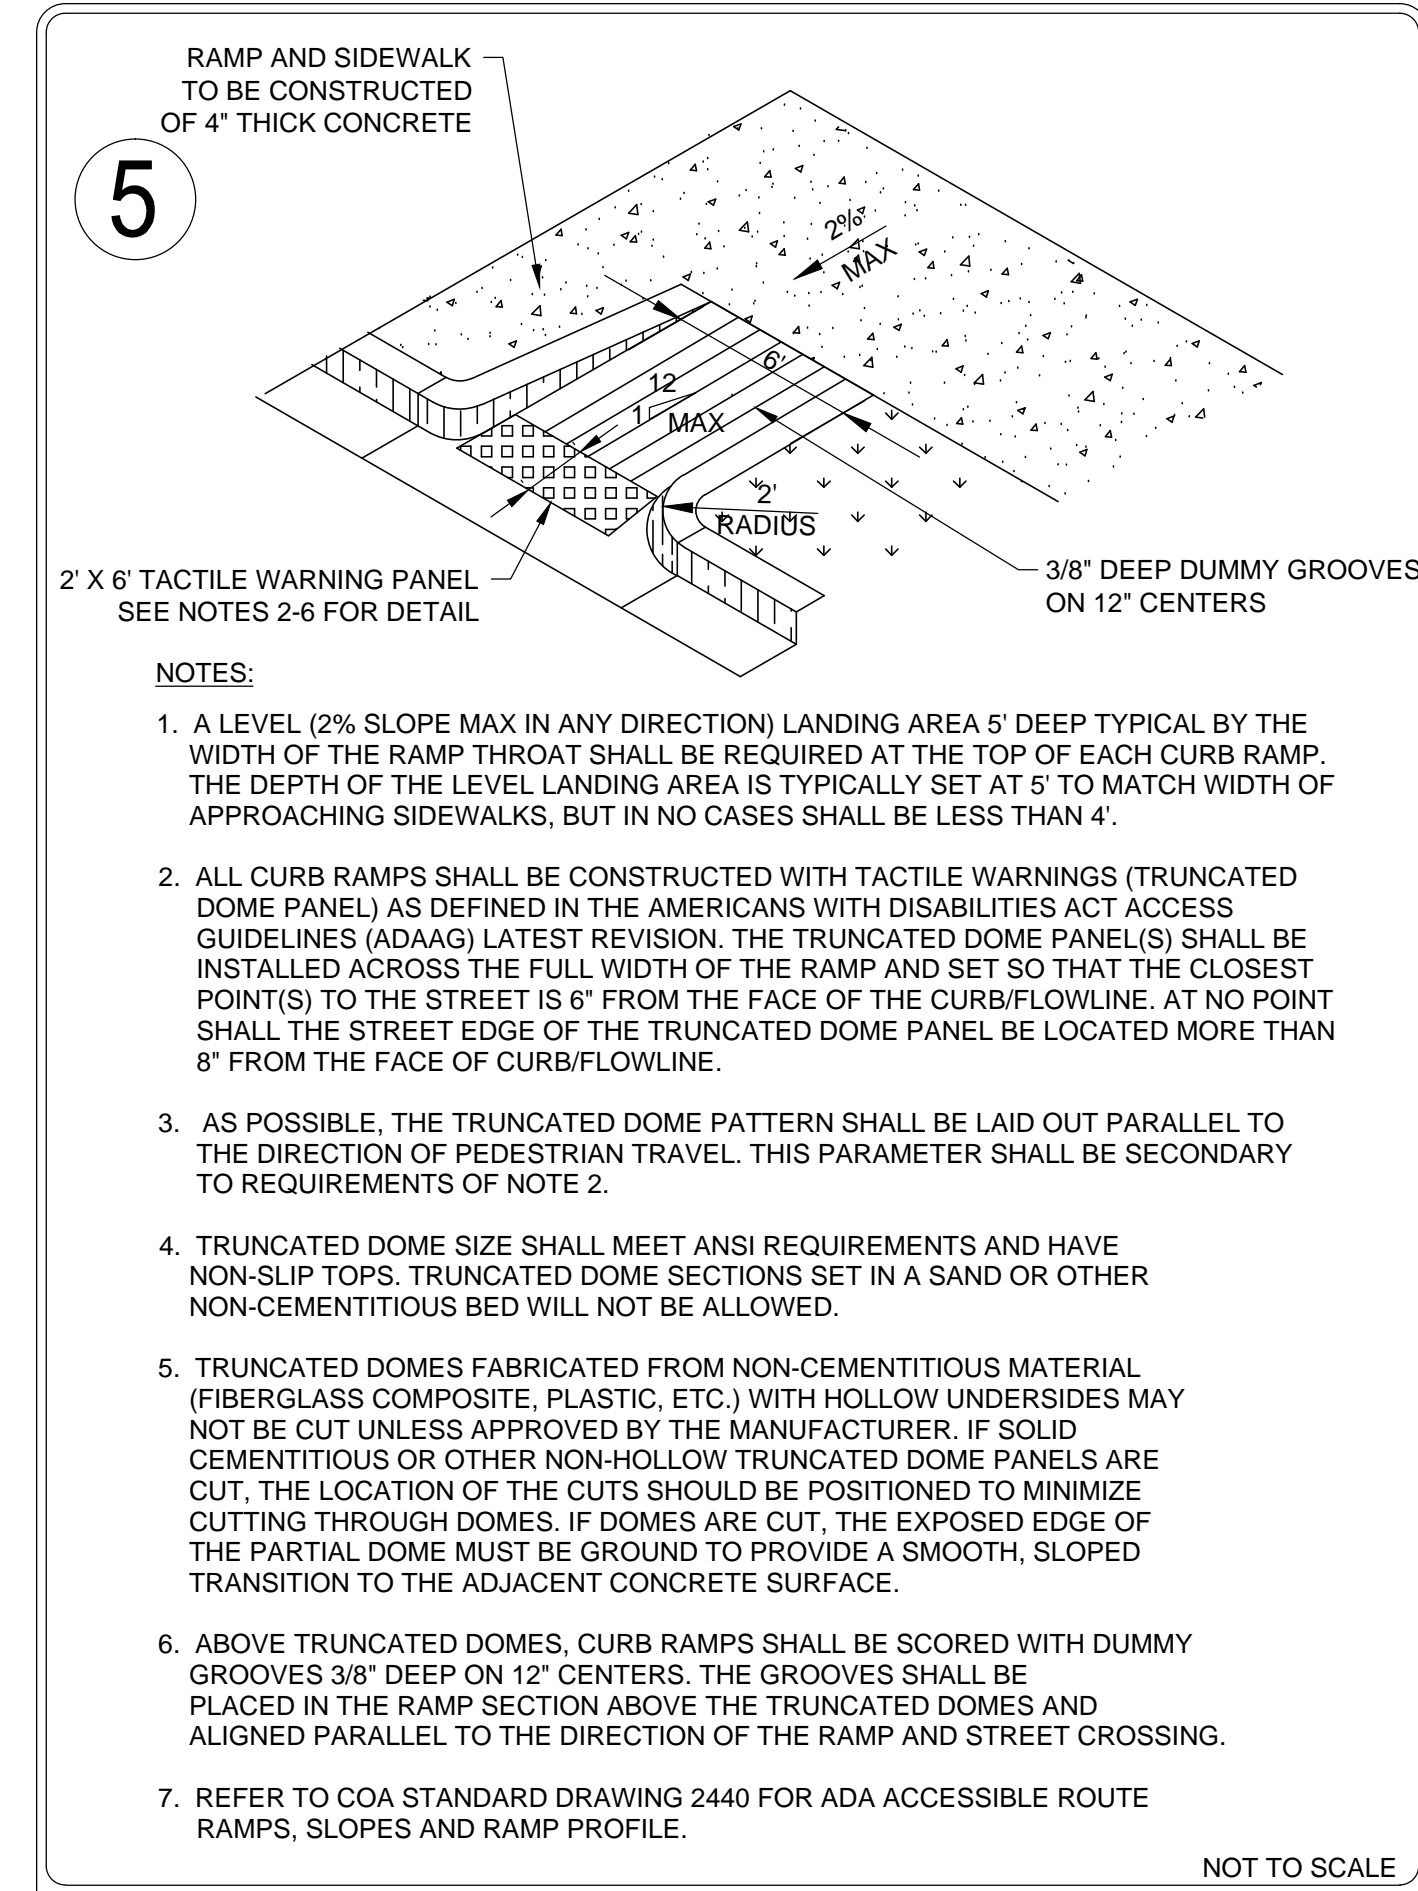 RAMP AND SIDEWALK
TO BE CONSTRUCTED
OF 4" THICK CONCRETE
5
2%
MAX
6'
12
1
MAX
2'
RADIUS
2' X 6' TACTILE WARNING PANEL
SEE NOTES 2-6 FOR DETAIL
3/8" DEEP DUMMY GROOVES
ON 12" CENTERS
NOTES:
1. A LEVEL (2% SLOPE MAX IN ANY DIRECTION) LANDING AREA 5' DEEP TYPICAL BY THE
WIDTH OF THE RAMP THROAT SHALL BE REQUIRED AT THE TOP OF EACH CURB RAMP.
THE DEPTH OF THE LEVEL LANDING AREA IS TYPICALLY SET AT 5' TO MATCH WIDTH OF
APPROACHING SIDEWALKS, BUT IN NO CASES SHALL BE LESS THAN 4'.
2. ALL CURB RAMPS SHALL BE CONSTRUCTED WITH TACTILE WARNINGS (TRUNCATED
DOME PANEL) AS DEFINED IN THE AMERICANS WITH DISABILITIES ACT ACCESS
GUIDELINES (ADAAG) LATEST REVISION. THE TRUNCATED DOME PANEL(S) SHALL BE
INSTALLED ACROSS THE FULL WIDTH OF THE RAMP AND SET SO THAT THE CLOSEST
POINT(S) TO THE STREET IS 6" FROM THE FACE OF THE CURB/FLOWLINE. AT NO POINT
SHALL THE STREET EDGE OF THE TRUNCATED DOME PANEL BE LOCATED MORE THAN
8" FROM THE FACE OF CURB/FLOWLINE.
3. AS POSSIBLE, THE TRUNCATED DOME PATTERN SHALL BE LAID OUT PARALLEL TO
THE DIRECTION OF PEDESTRIAN TRAVEL. THIS PARAMETER SHALL BE SECONDARY
TO REQUIREMENTS OF NOTE 2.
4. TRUNCATED DOME SIZE SHALL MEET ANSI REQUIREMENTS AND HAVE
NON-SLIP TOPS. TRUNCATED DOME SECTIONS SET IN A SAND OR OTHER
NON-CEMENTITIOUS BED WILL NOT BE ALLOWED.
5. TRUNCATED DOMES FABRICATED FROM NON-CEMENTITIOUS MATERIAL
(FIBERGLASS COMPOSITE, PLASTIC, ETC.) WITH HOLLOW UNDERSIDES MAY
NOT BE CUT UNLESS APPROVED BY THE MANUFACTURER. IF SOLID
CEMENTITIOUS OR OTHER NON-HOLLOW TRUNCATED DOME PANELS ARE
CUT, THE LOCATION OF THE CUTS SHOULD BE POSITIONED TO MINIMIZE
CUTTING THROUGH DOMES. IF DOMES ARE CUT, THE EXPOSED EDGE OF
THE PARTIAL DOME MUST BE GROUND TO PROVIDE A SMOOTH, SLOPED
TRANSITION TO THE ADJACENT CONCRETE SURFACE.
6. ABOVE TRUNCATED DOMES, CURB RAMPS SHALL BE SCORED WITH DUMMY
GROOVES 3/8" DEEP ON 12" CENTERS. THE GROOVES SHALL BE
PLACED IN THE RAMP SECTION ABOVE THE TRUNCATED DOMES AND
ALIGNED PARALLEL TO THE DIRECTION OF THE RAMP AND STREET CROSSING.
7. REFER TO COA STANDARD DRAWING 2440 FOR ADA ACCESSIBLE ROUTE
RAMPS, SLOPES AND RAMP PROFILE.
NOT TO SCALE